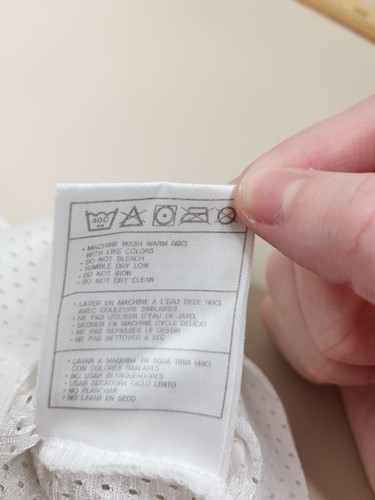 40C
• MACHINE WASH WARM (40C)
WITH LIKE COLORS
• DO NOT BLEACH
• TUMBLE DRY LOW
• DO NOT IRON
• DO NOT DRY CLEAN
• LAVER EN MACHINE A L'EAU TIEDE (40C)
AVEC COULEURS SIMILAIRES
• NE PAS UTILISER D'EAU DE JAVEL
• SECHER EN MACHINE CYCLE DELICAT
• NE PAS REPASSER LE DESSIN
• NE PAS NETTOYER A SEC
• LAVAR A MAQUINA EN AGUA TIBIA (40C)
CON COLORES SIMILARES
• NO USAR BLANQUEADORES
• USAR SECADORA CICLO LENTO
• NO PLANCHAR
• NO LAVAR EN SECO